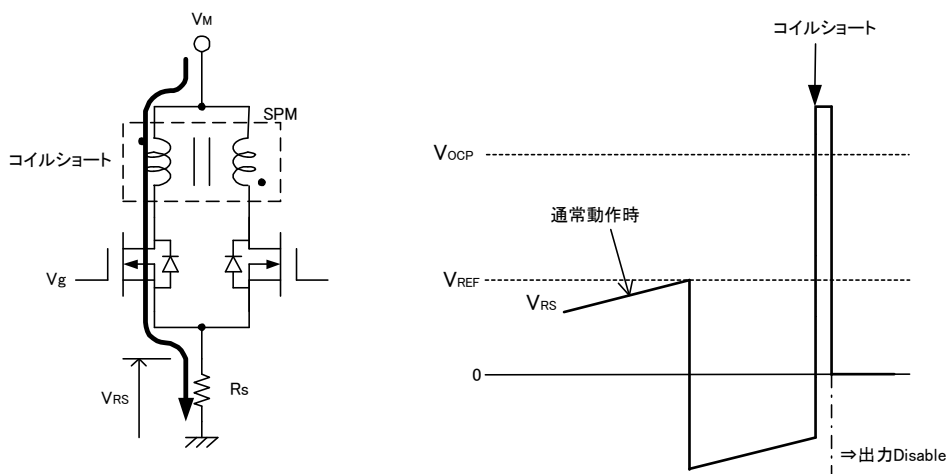 VM
SPM
コイルショート
Vg
VRS
Rs
コイルショート
VOCP
通常動作時
VREF
VRS
0
⇒出力Disable